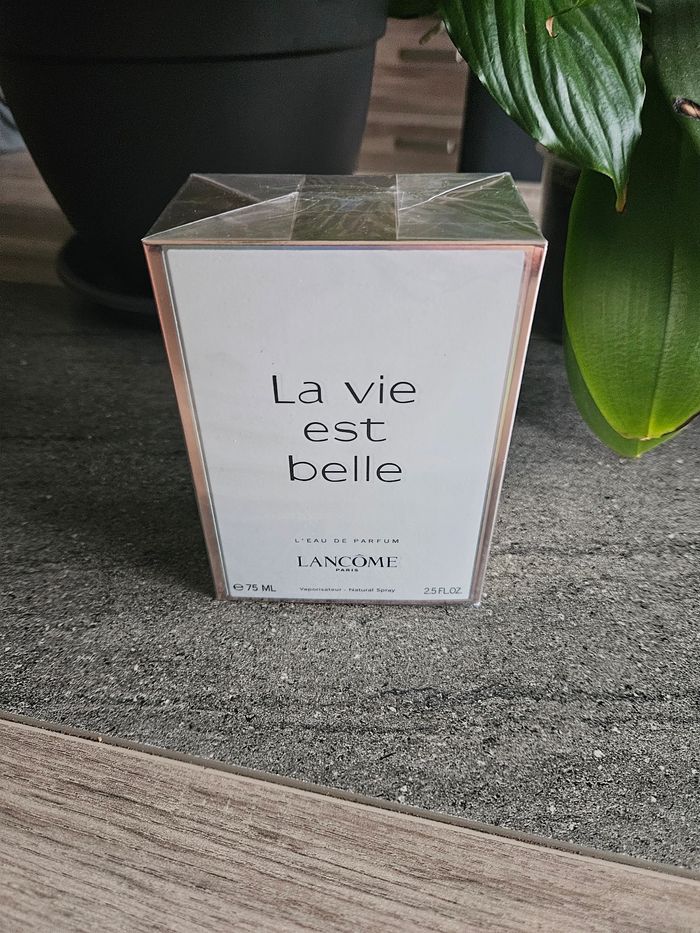 La vie
est
belle
L'EAU DE PARFUM
LANCÔME
PARIS
℮ 75 ML Vaporisateur - Natural Spray 2.5 FL.OZ.